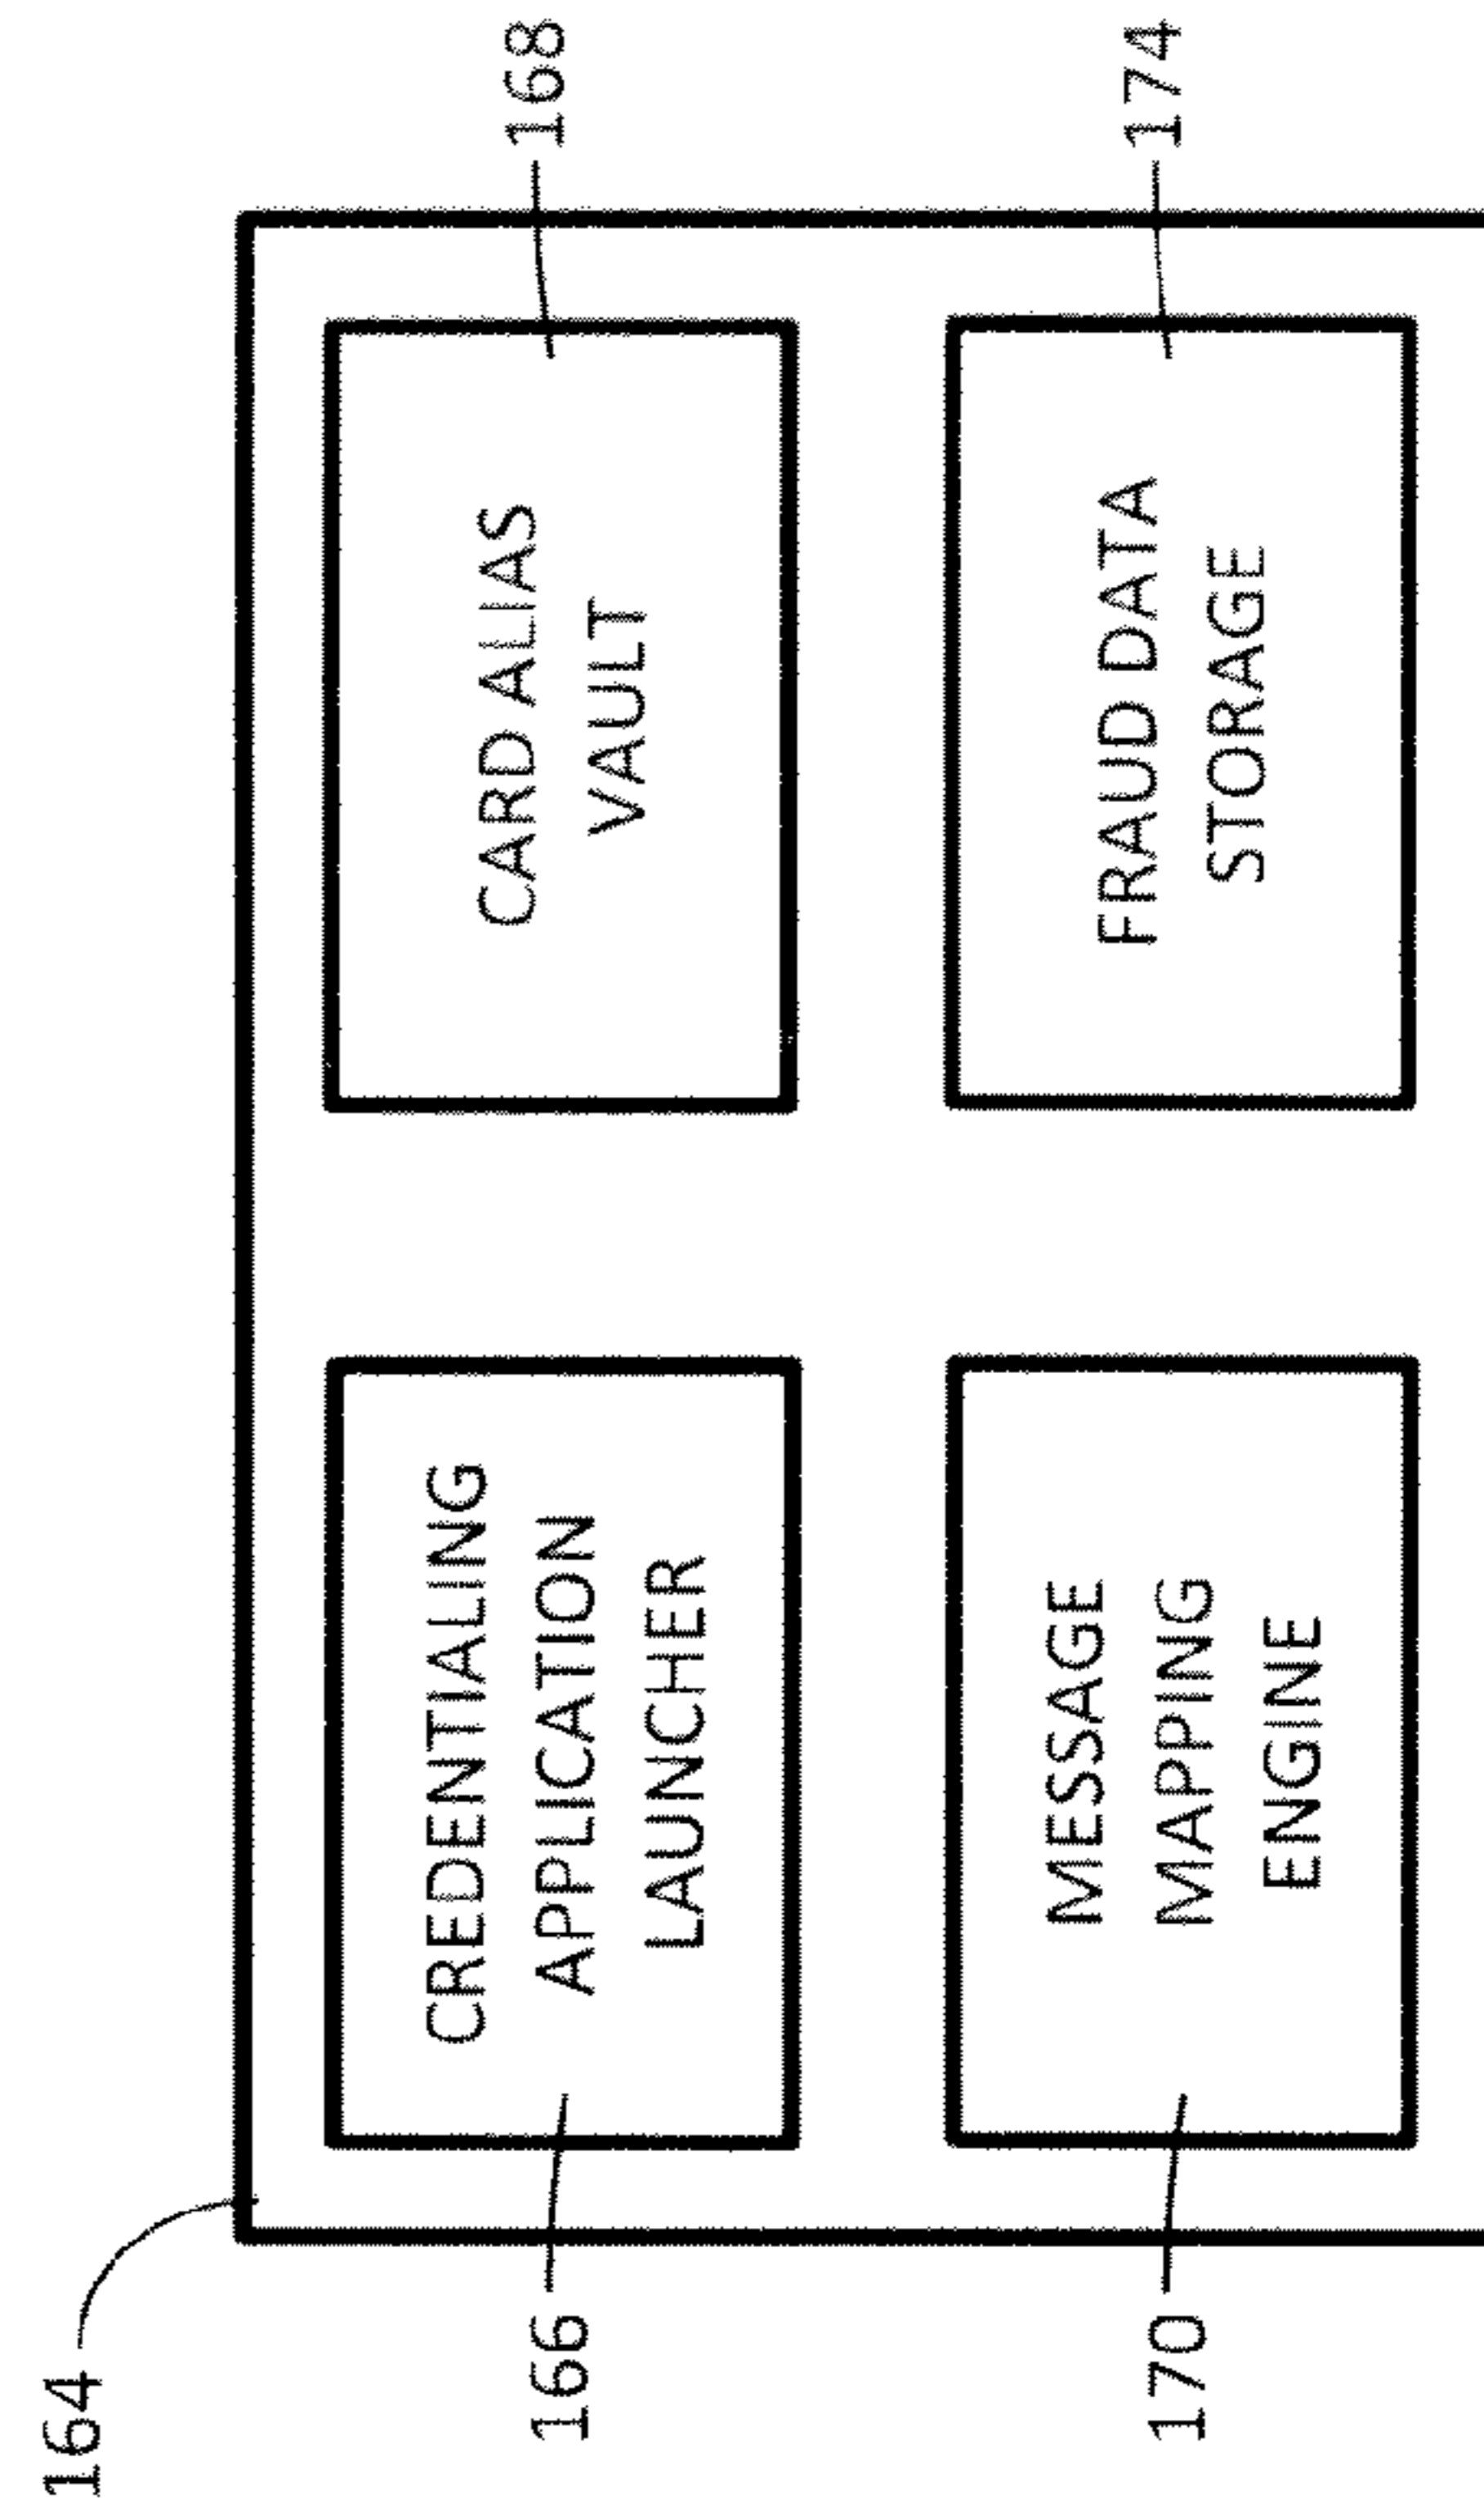 164
166
CREDENTIALING
APPLICATION
LAUNCHER
CARD ALIAS
VAULT
168
170
MESSAGE
MAPPING
ENGINE
FRAUD DATA
STORAGE
174